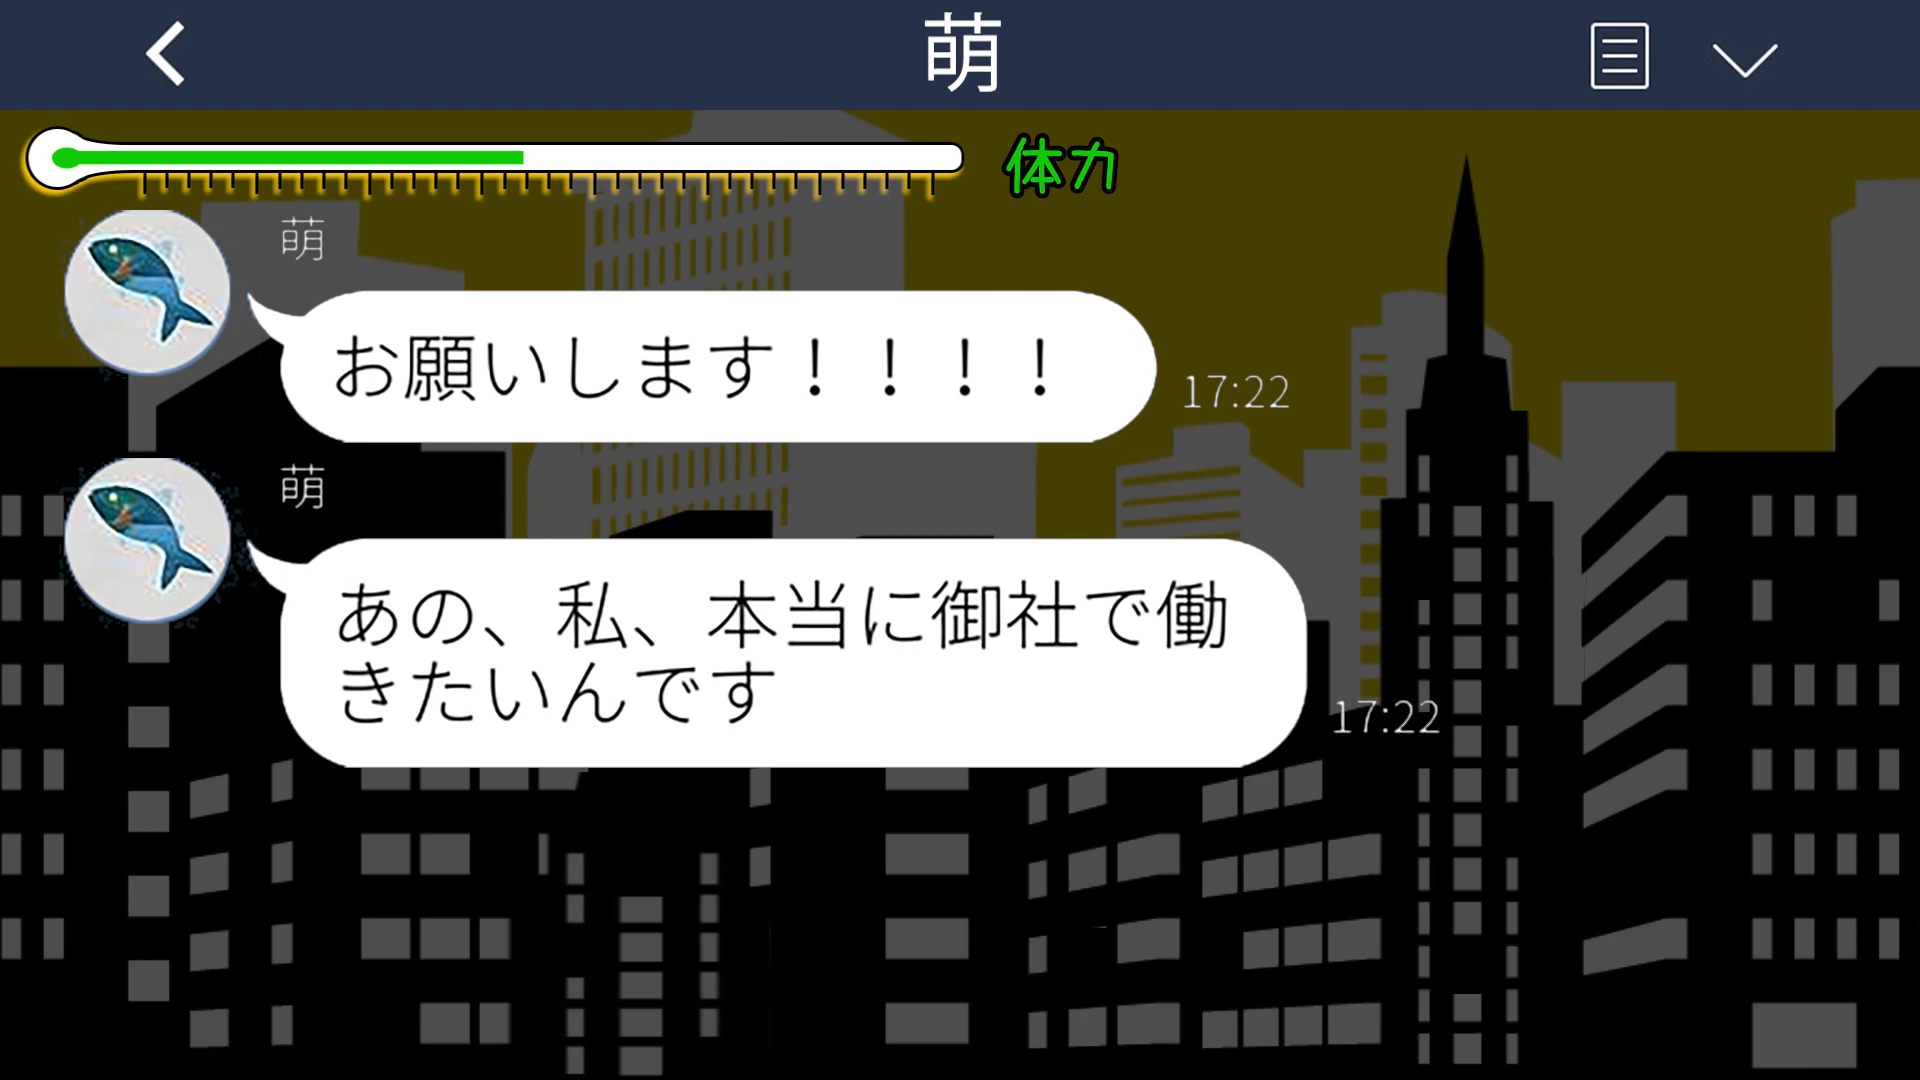 萌
体力
萌
お願いします！！！！
17:22
萌
あの、私、本当に御社で働
きたいんです
17:22